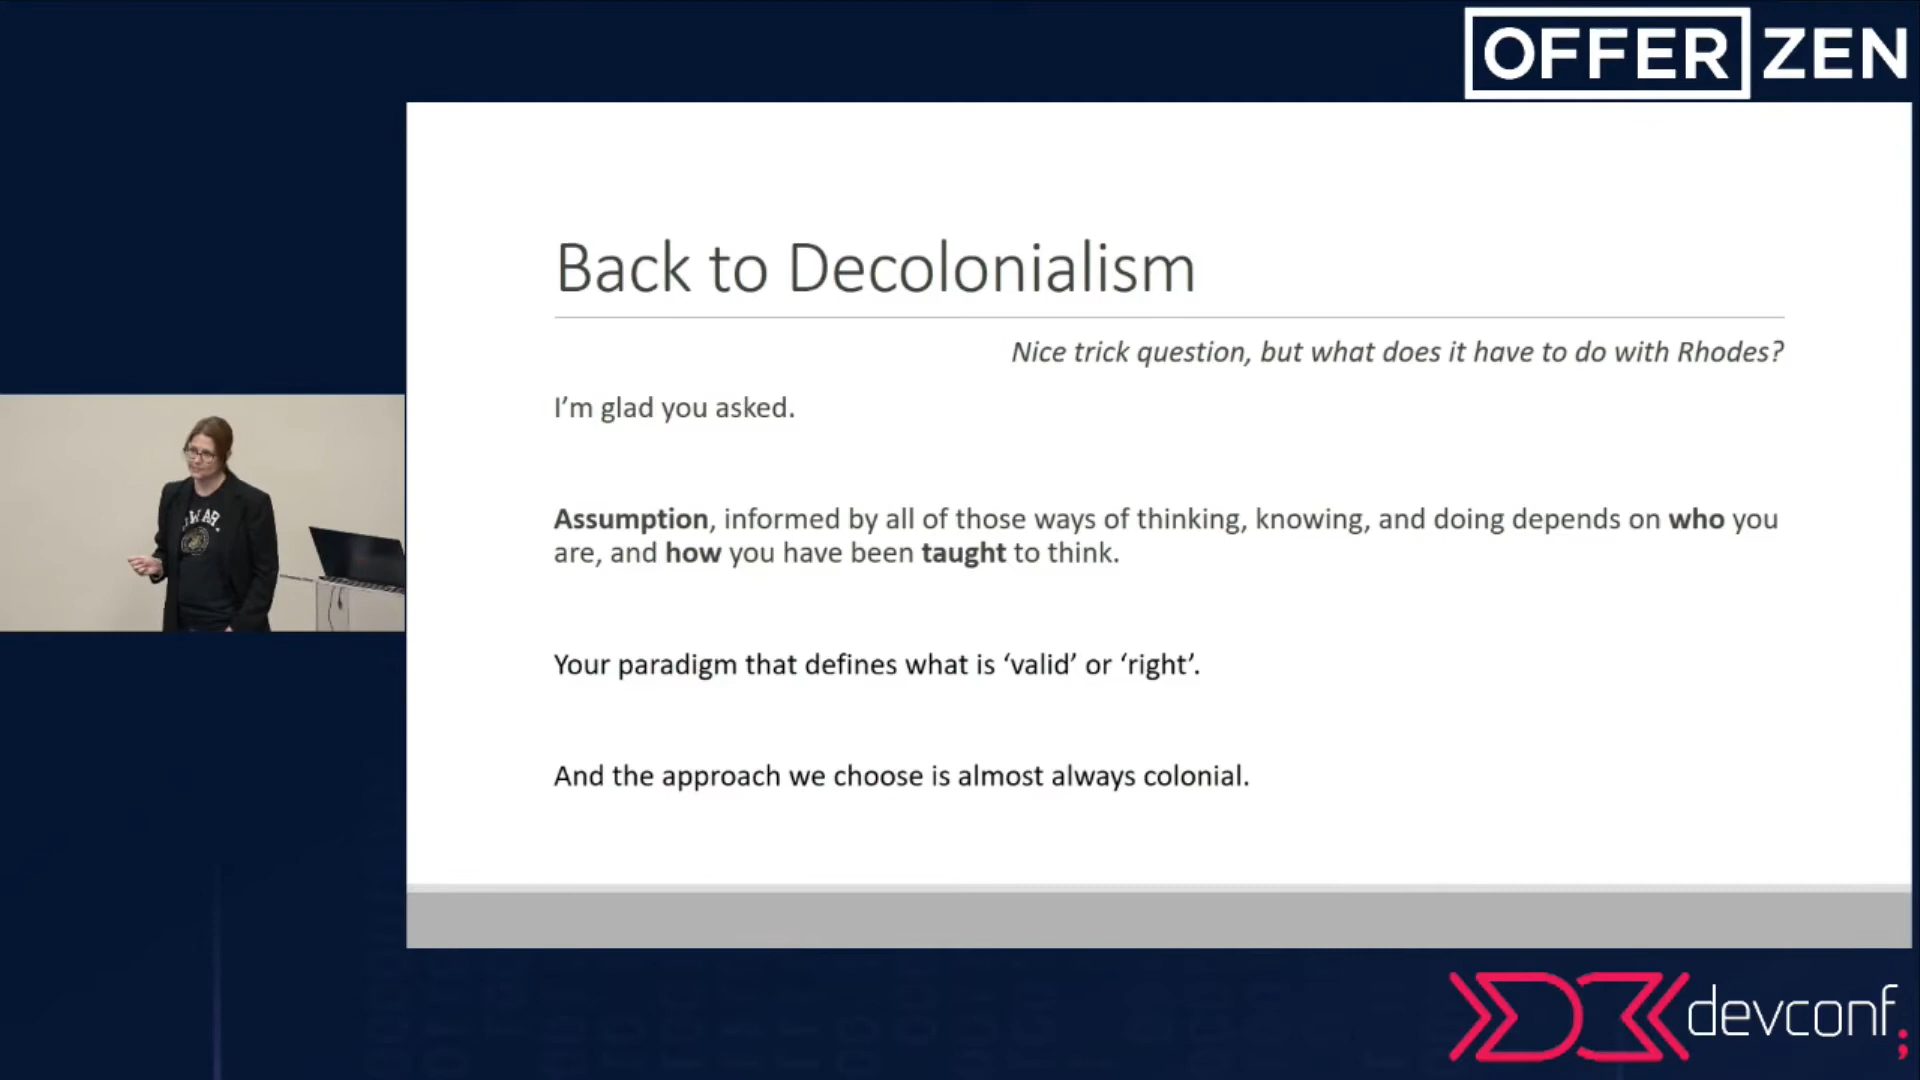 OFFER ZEN
Back to Decolonialism
Nice trick question, but what does it have to do with Rhodes?
I’m glad you asked.
Assumption, informed by all of those ways of thinking, knowing, and doing depends on who you
are, and how you have been taught to think.
Your paradigm that defines what is ‘valid’ or ‘right’.
And the approach we choose is almost always colonial.
devconf;